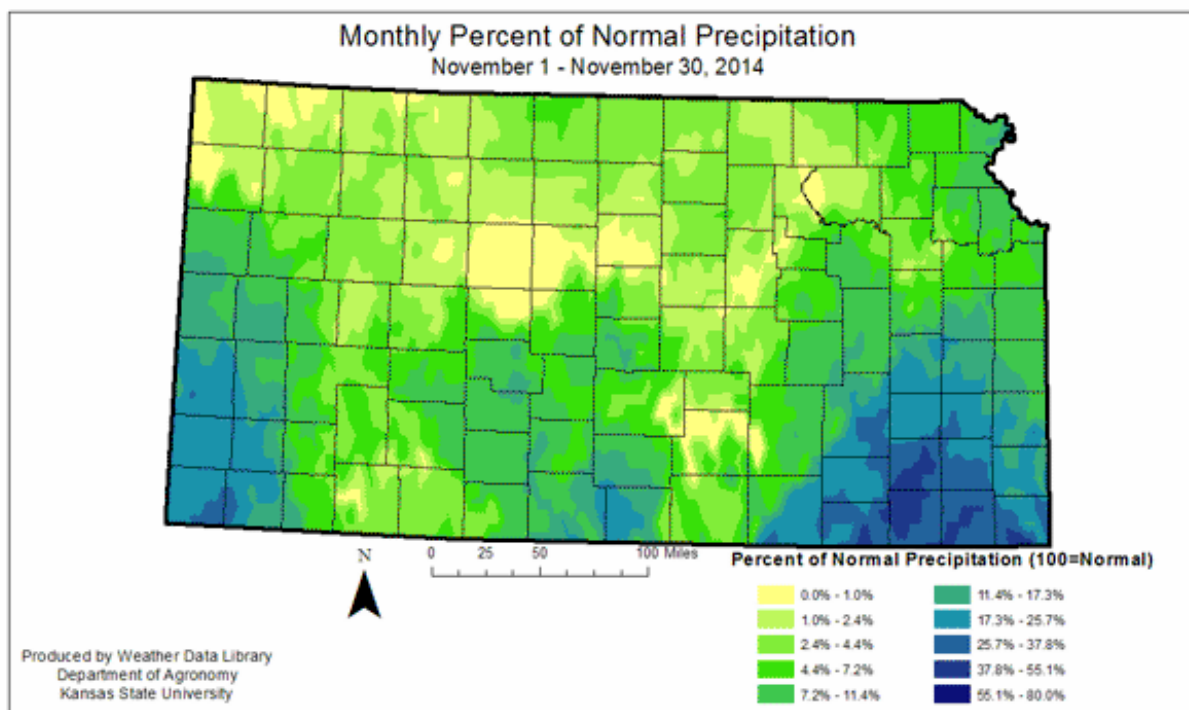 Monthly Percent of Normal Precipitation
November 1 - November 30, 2014
N
0 25 50 100 Miles
Percent of Normal Precipitation (100=Normal)
0.0% - 1.0%
1.0% - 2.4%
2.4% - 4.4%
4.4% - 7.2%
7.2% - 11.4%
11.4% - 17.3%
17.3% - 25.7%
25.7% - 37.8%
37.8% - 55.1%
55.1% - 80.0%
Produced by Weather Data Library
Department of Agronomy
Kansas State University